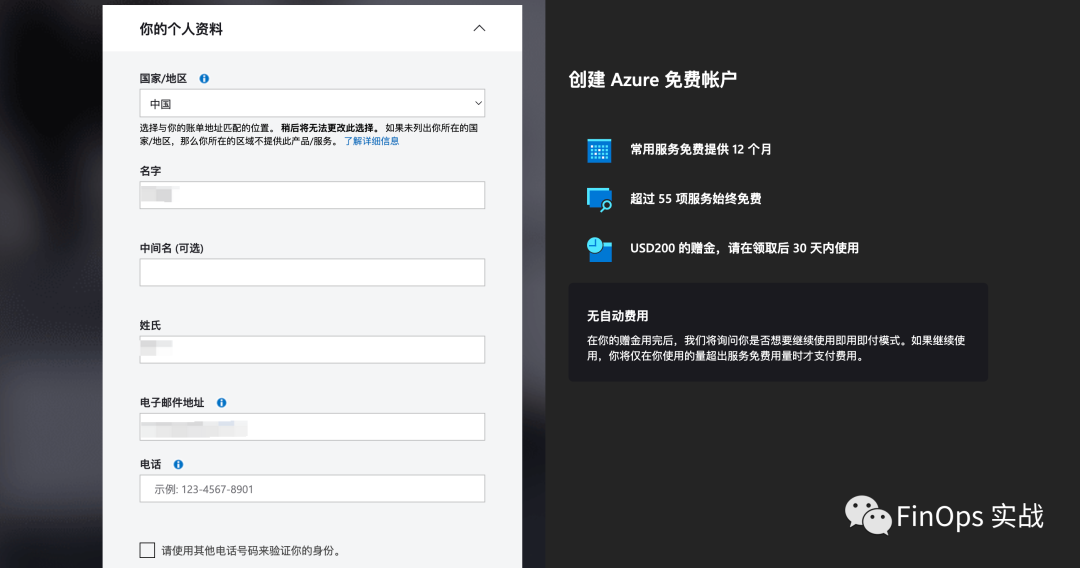 你的个人资料
国家/地区
中国
选择与你的账单地址匹配的位置。 稍后将无法更改此选择。 如果未列出你所在的国
家/地区，那么你所在的区域不提供此产品/服务。 了解详细信息
名字
中间名 (可选)
姓氏
电子邮件地址
电话
示例: 123-4567-8901
请使用其他电话号码来验证你的身份。
创建 Azure 免费帐户
常用服务免费提供 12 个月
超过 55 项服务始终免费
USD200 的赠金，请在领取后 30 天内使用
无自动费用
在你的赠金用完后，我们将询问你是否想要继续使用即用即付模式。如果继续使
用，你将仅在你使用的量超出服务免费用量时才支付费用。
FinOps 实战